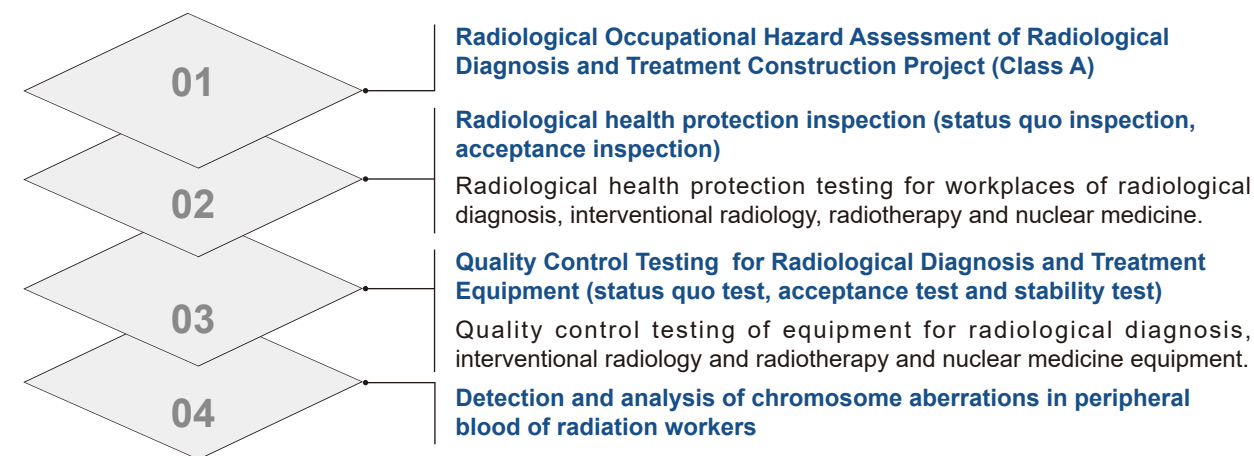 01
Radiological Occupational Hazard Assessment of Radiological
Diagnosis and Treatment Construction Project (Class A)
02
Radiological health protection inspection (status quo inspection,
acceptance inspection)
Radiological health protection testing for workplaces of radiological
diagnosis, interventional radiology, radiotherapy and nuclear medicine.
03
Quality Control Testing  for Radiological Diagnosis and Treatment
Equipment (status quo test, acceptance test and stability test)
Quality control testing of equipment for radiological diagnosis,
interventional radiology and radiotherapy and nuclear medicine equipment.
04
Detection and analysis of chromosome aberrations in peripheral
blood of radiation workers